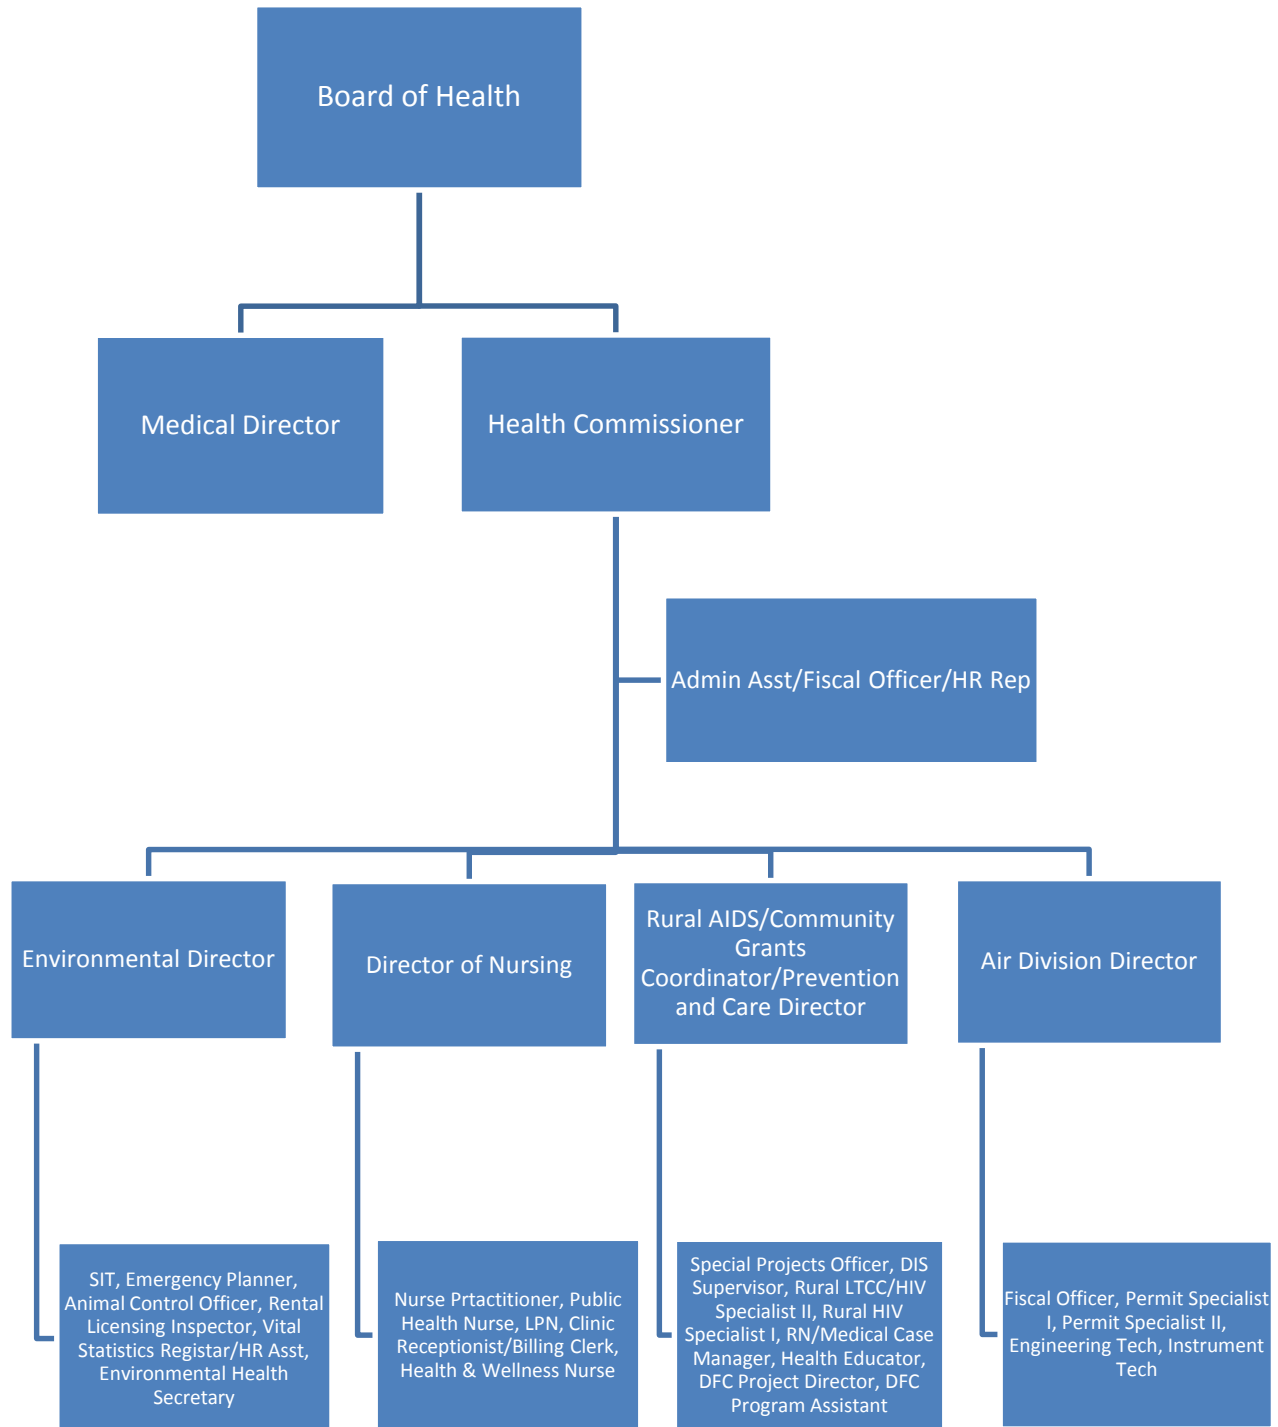 Board of Health
Medical Director
Health Commissioner
Admin Asst/Fiscal Officer/HR Rep
Environmental Director
Director of Nursing
Rural AIDS/Community
Grants
Coordinator/Prevention
and Care Director
Air Division Director
SIT, Emergency Planner,
Animal Control Officer, Rental
Licensing Inspector, Vital
Statistics Registar/HR Asst,
Environmental Health
Secretary
Nurse Prtactitioner, Public
Health Nurse, LPN, Clinic
Receptionist/Billing Clerk,
Health & Wellness Nurse
Special Projects Officer, DIS
Supervisor, Rural LTCC/HIV
Specialist II, Rural HIV
Specialist I, RN/Medical Case
Manager, Health Educator,
DFC Project Director, DFC
Program Assistant
Fiscal Officer, Permit Specialist
I, Permit Specialist II,
Engineering Tech, Instrument
Tech